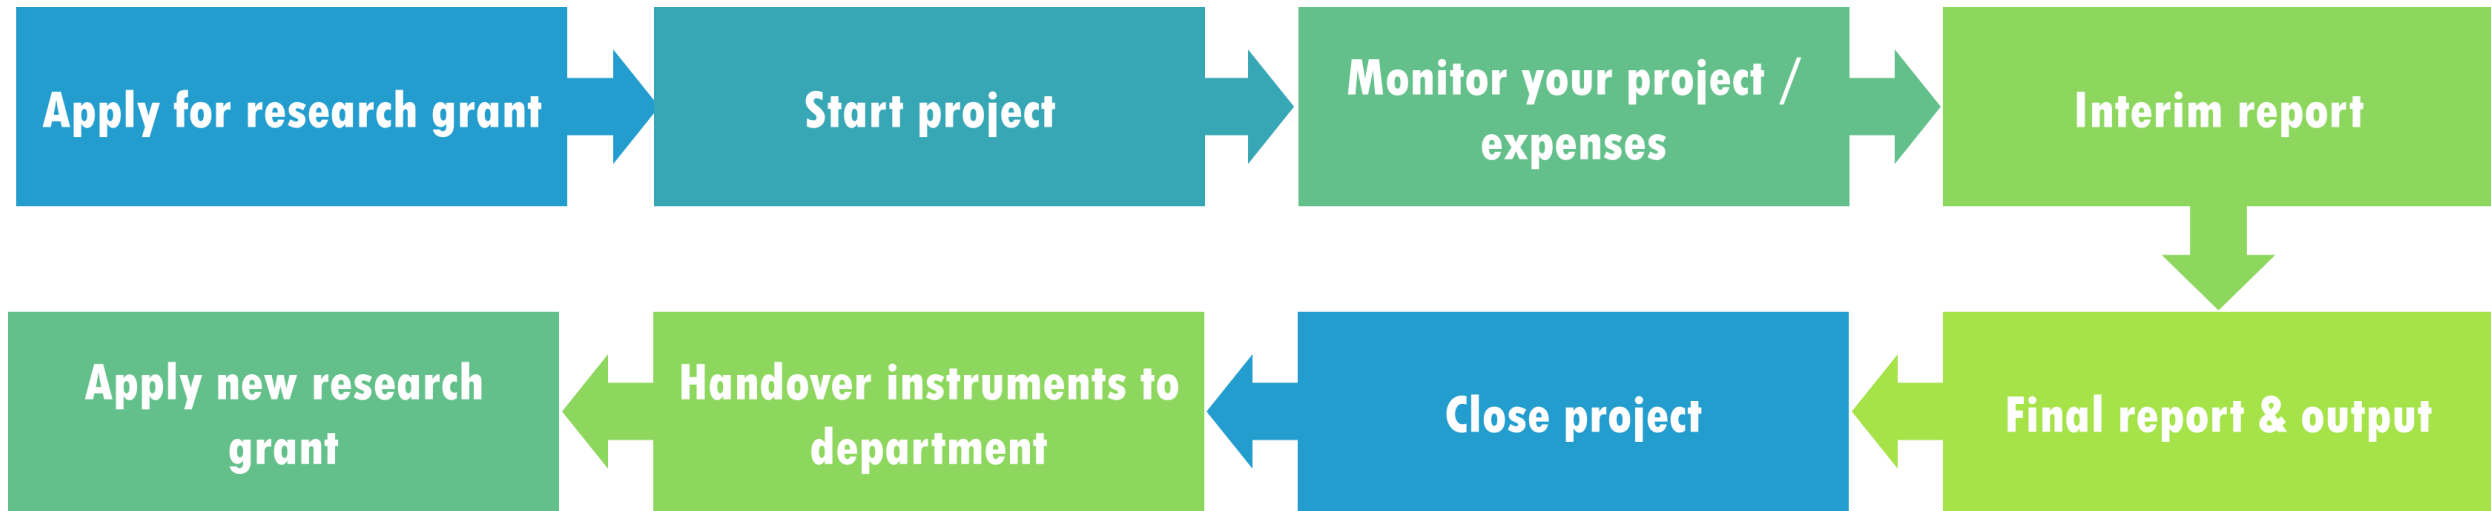 Apply for research grant
Start project
Monitor your project /
expenses
Interim report
Final report & output
Close project
Handover instruments to
department
Apply new research
grant